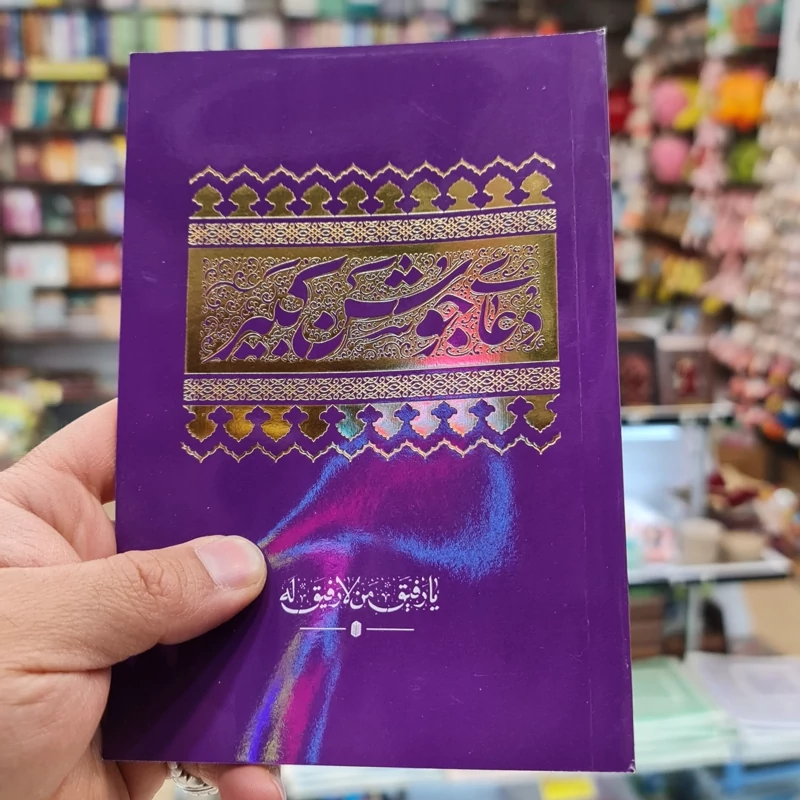 دعای جوشن کبیر
یا رفیق من لا رفیق له